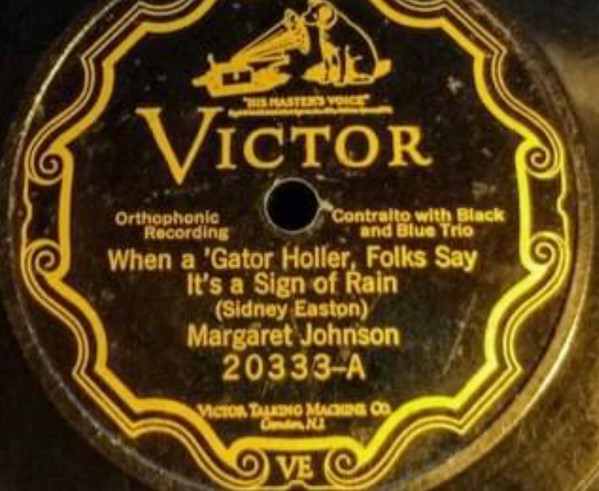 "HIS MASTER'S VOICE"
VICTOR
Orthophonic
Recording
Contralto with Black
and Blue Trio
When a 'Gator Holler, Folks Say
It's a Sign of Rain
(Sidney Easton)
Margaret Johnson
20333-A
VICTOR TALKING MACHINE CO.
Camden, N.J.
VE